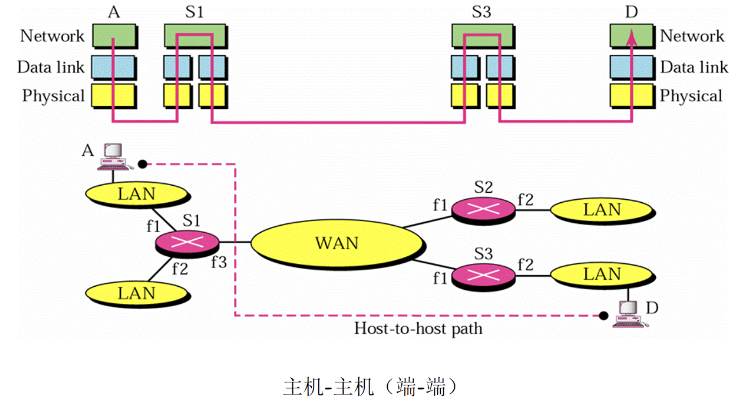 A S1 S3 D
Network Network
Data link Data link
Physical Physical
A
LAN
f1 S1
f2 f3
LAN
WAN
S2
f1 f2
LAN
S3
f1 f2
LAN
D
Host-to-host path
主机-主机（端-端）